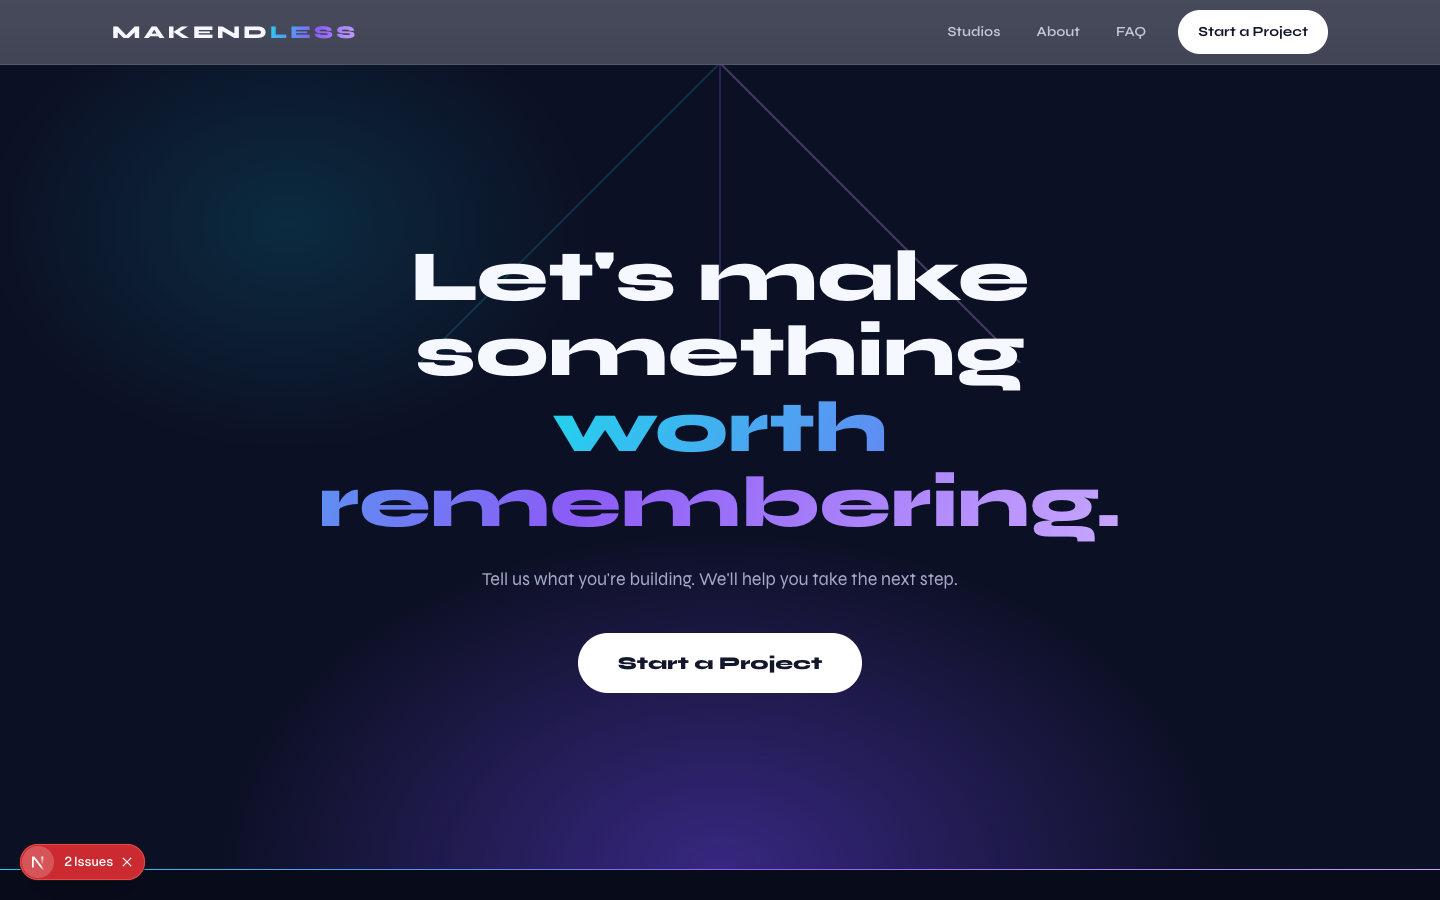 MAKENDLESS
Studios
About
FAQ
Start a Project
Let's make
something
worth
remembering.
Tell us what you're building. We'll help you take the next step.
Start a Project
N
2 Issues